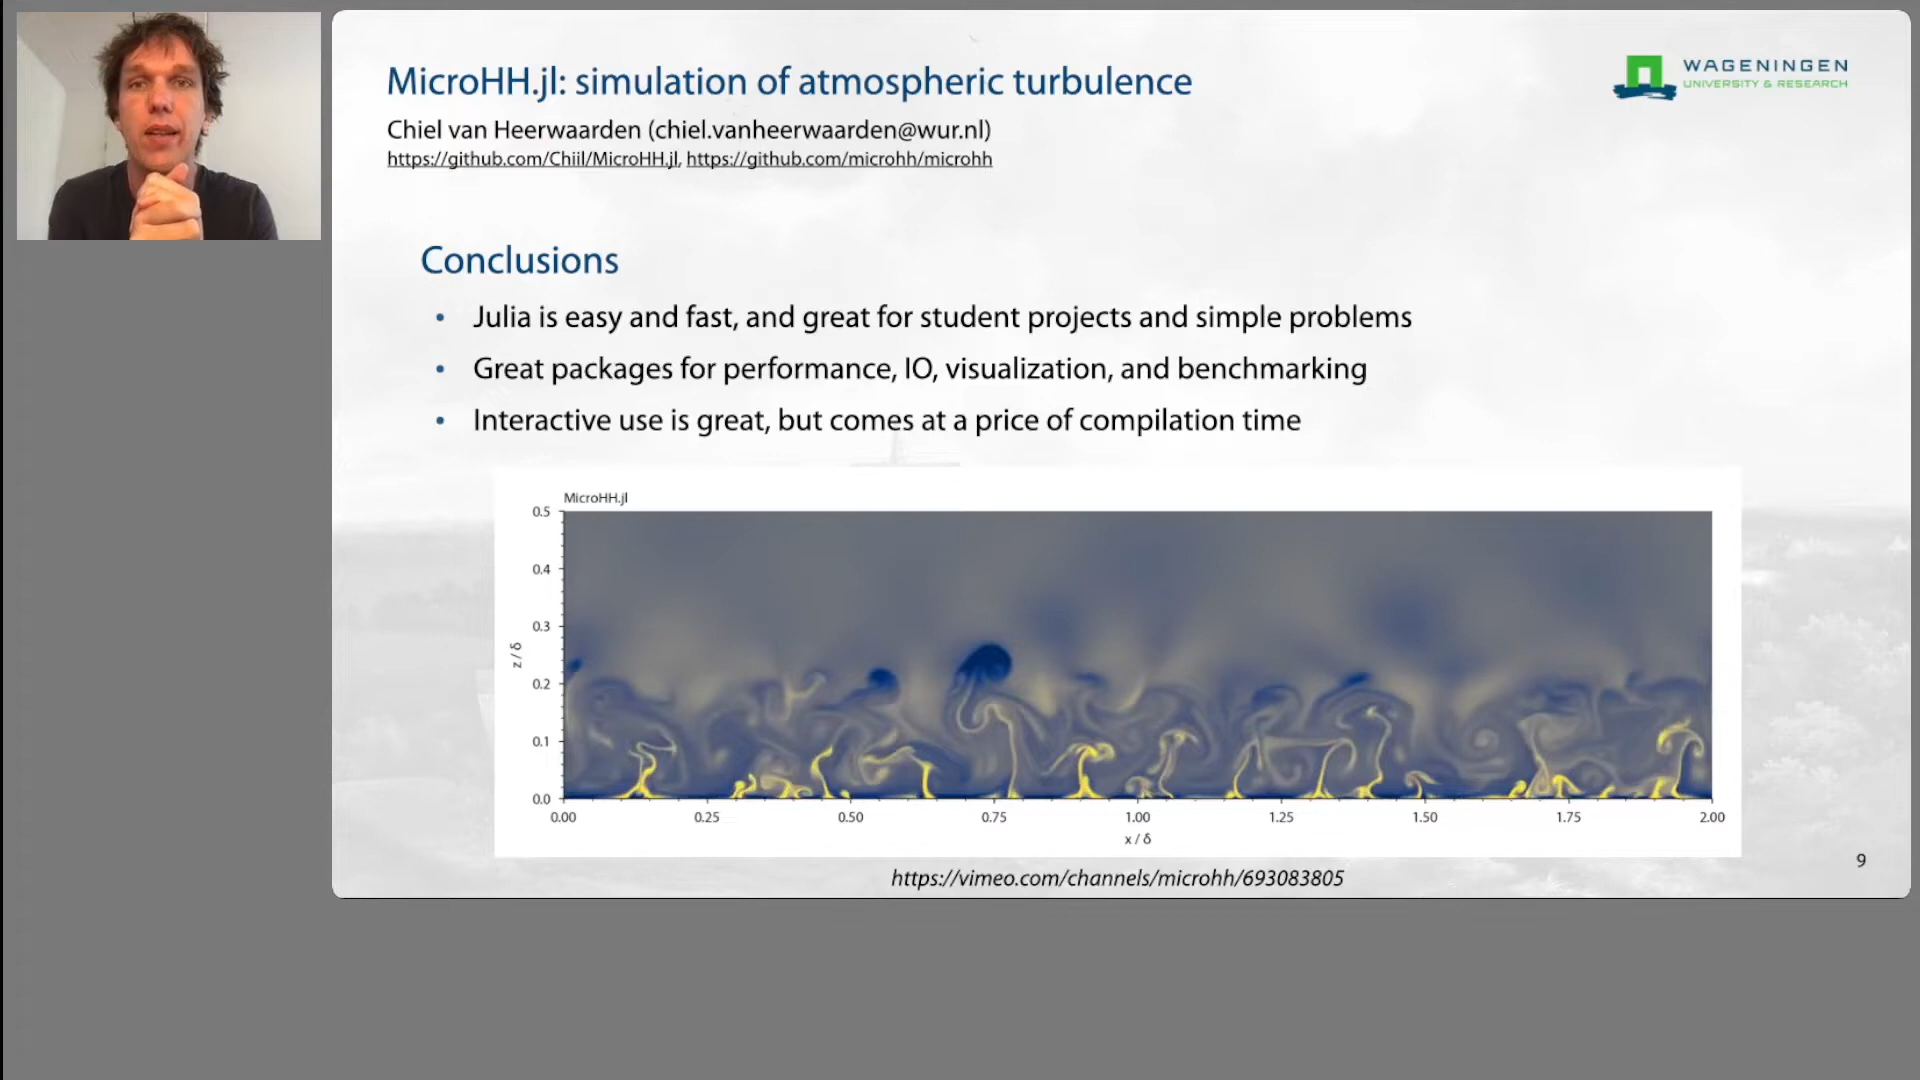 MicroHH.jl: simulation of atmospheric turbulence
WAGENINGEN
UNIVERSITY & RESEARCH
Chiel van Heerwaarden (chiel.vanheerwaarden@wur.nl)
https://github.com/Chiil/MicroHH.jl, https://github.com/microhh/microhh
Conclusions
• Julia is easy and fast, and great for student projects and simple problems
• Great packages for performance, IO, visualization, and benchmarking
• Interactive use is great, but comes at a price of compilation time
MicroHH.jl
0.5
0.4
0.3
z / δ
0.2
0.1
0.0
0.00 0.25 0.50 0.75 1.00 1.25 1.50 1.75 2.00
x / δ
https://vimeo.com/channels/microhh/693083805
9